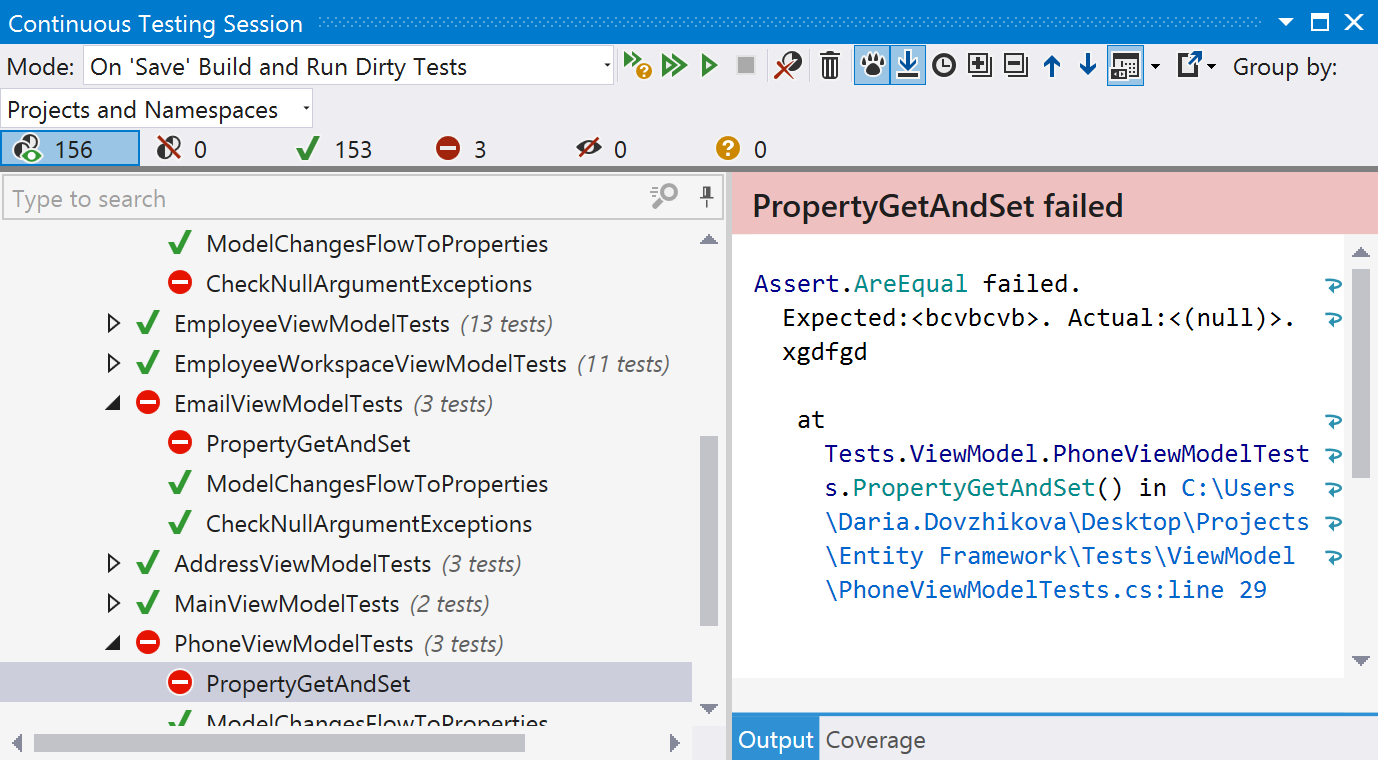 Continuous Testing Session
Mode: On 'Save' Build and Run Dirty Tests Group by:
Projects and Namespaces
156 0 153 3 0 0
Type to search
ModelChangesFlowToProperties
CheckNullArgumentExceptions
EmployeeViewModelTests (13 tests)
EmployeeWorkspaceViewModelTests (11 tests)
EmailViewModelTests (3 tests)
PropertyGetAndSet
ModelChangesFlowToProperties
CheckNullArgumentExceptions
AddressViewModelTests (3 tests)
MainViewModelTests (2 tests)
PhoneViewModelTests (3 tests)
PropertyGetAndSet
ModelChangesFlowToProperties
PropertyGetAndSet failed
Assert.AreEqual failed.
Expected:<bcvbcvb>. Actual:<(null)>.
xgdfgd
at
Tests.ViewModel.PhoneViewModelTest
s.PropertyGetAndSet() in C:\Users
\Daria.Dovzhikova\Desktop\Projects
\Entity Framework\Tests\ViewModel
\PhoneViewModelTests.cs:line 29
Output Coverage